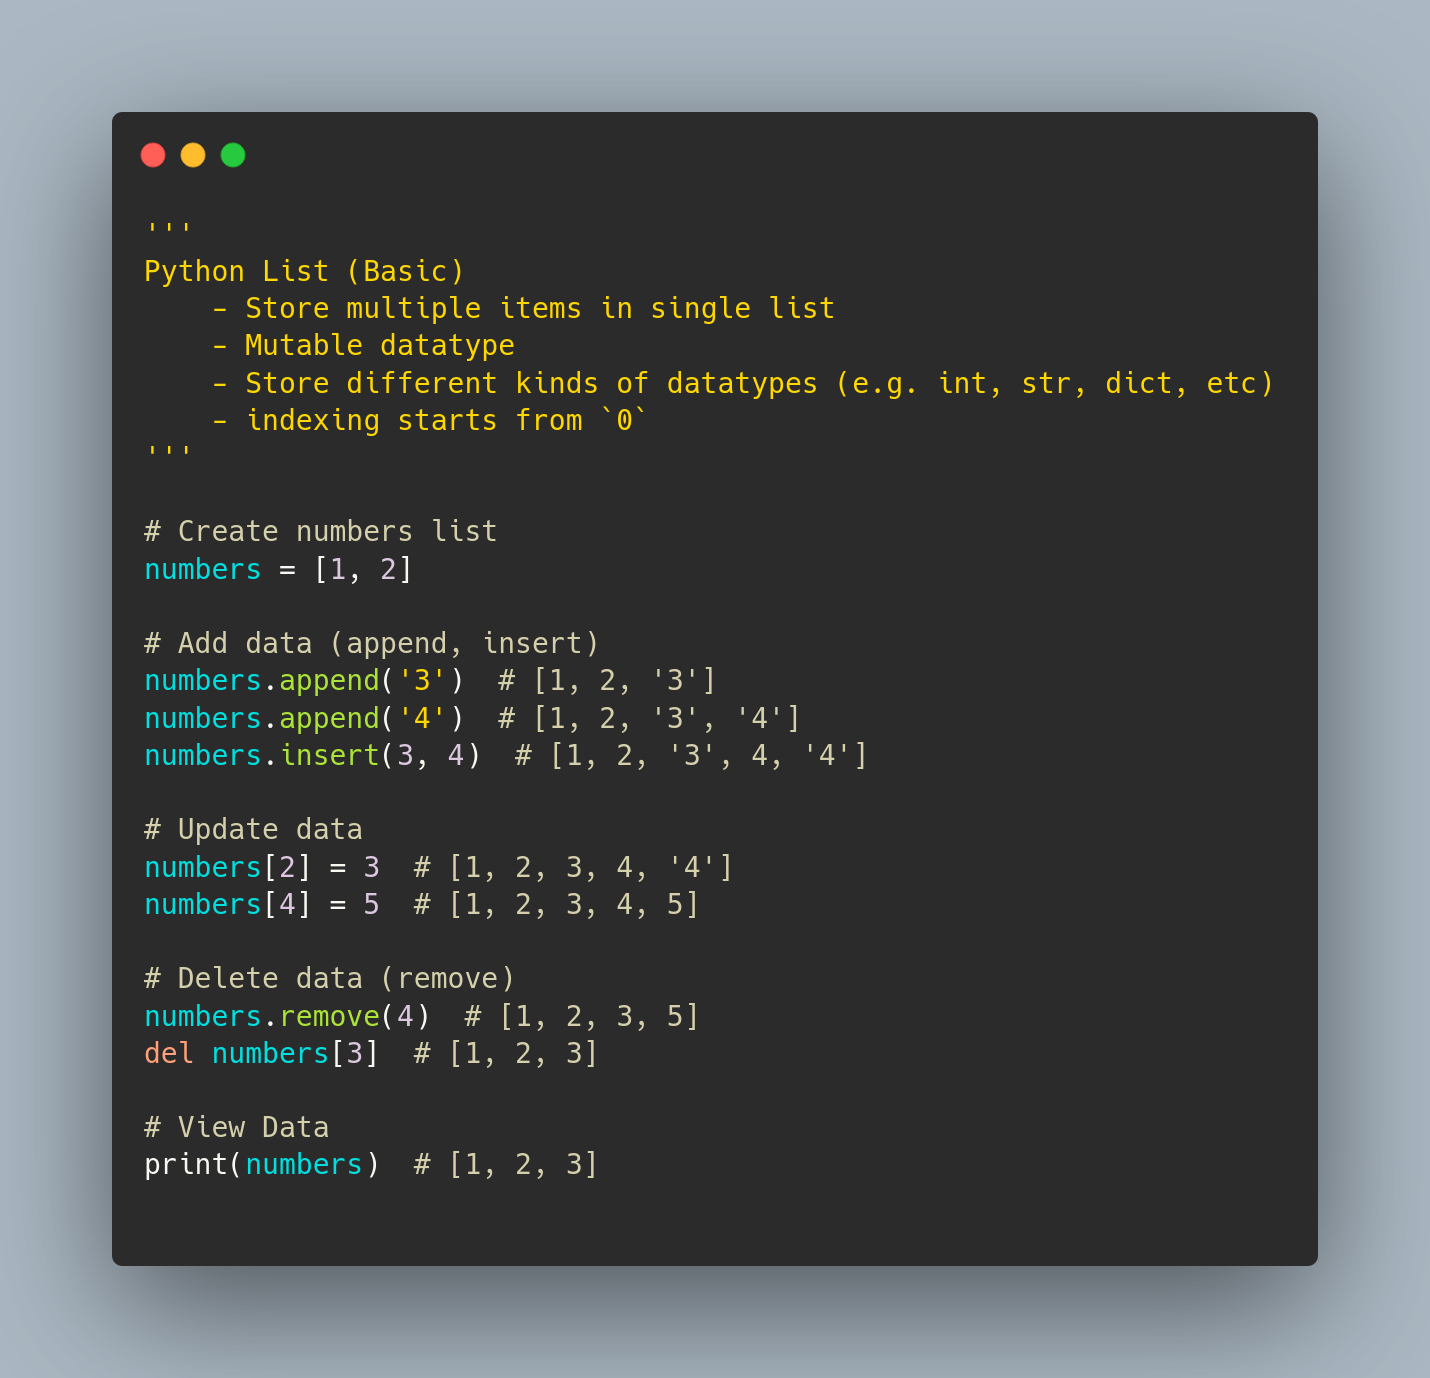 '''
Python List (Basic)
    - Store multiple items in single list
    - Mutable datatype
    - Store different kinds of datatypes (e.g. int, str, dict, etc)
    - indexing starts from `0`
'''

# Create numbers list
numbers = [1, 2]

# Add data (append, insert)
numbers.append('3')  # [1, 2, '3']
numbers.append('4')  # [1, 2, '3', '4']
numbers.insert(3, 4)  # [1, 2, '3', 4, '4']

# Update data
numbers[2] = 3  # [1, 2, 3, 4, '4']
numbers[4] = 5  # [1, 2, 3, 4, 5]

# Delete data (remove)
numbers.remove(4)  # [1, 2, 3, 5]
del numbers[3]  # [1, 2, 3]

# View Data
print(numbers)  # [1, 2, 3]